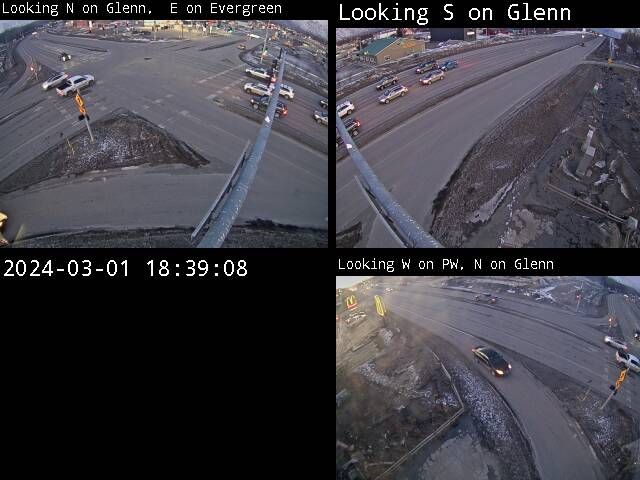 Looking N on Glenn,  E on Evergreen
Looking S on Glenn
2024-03-01 18:39:08
Looking W on PW, N on Glenn